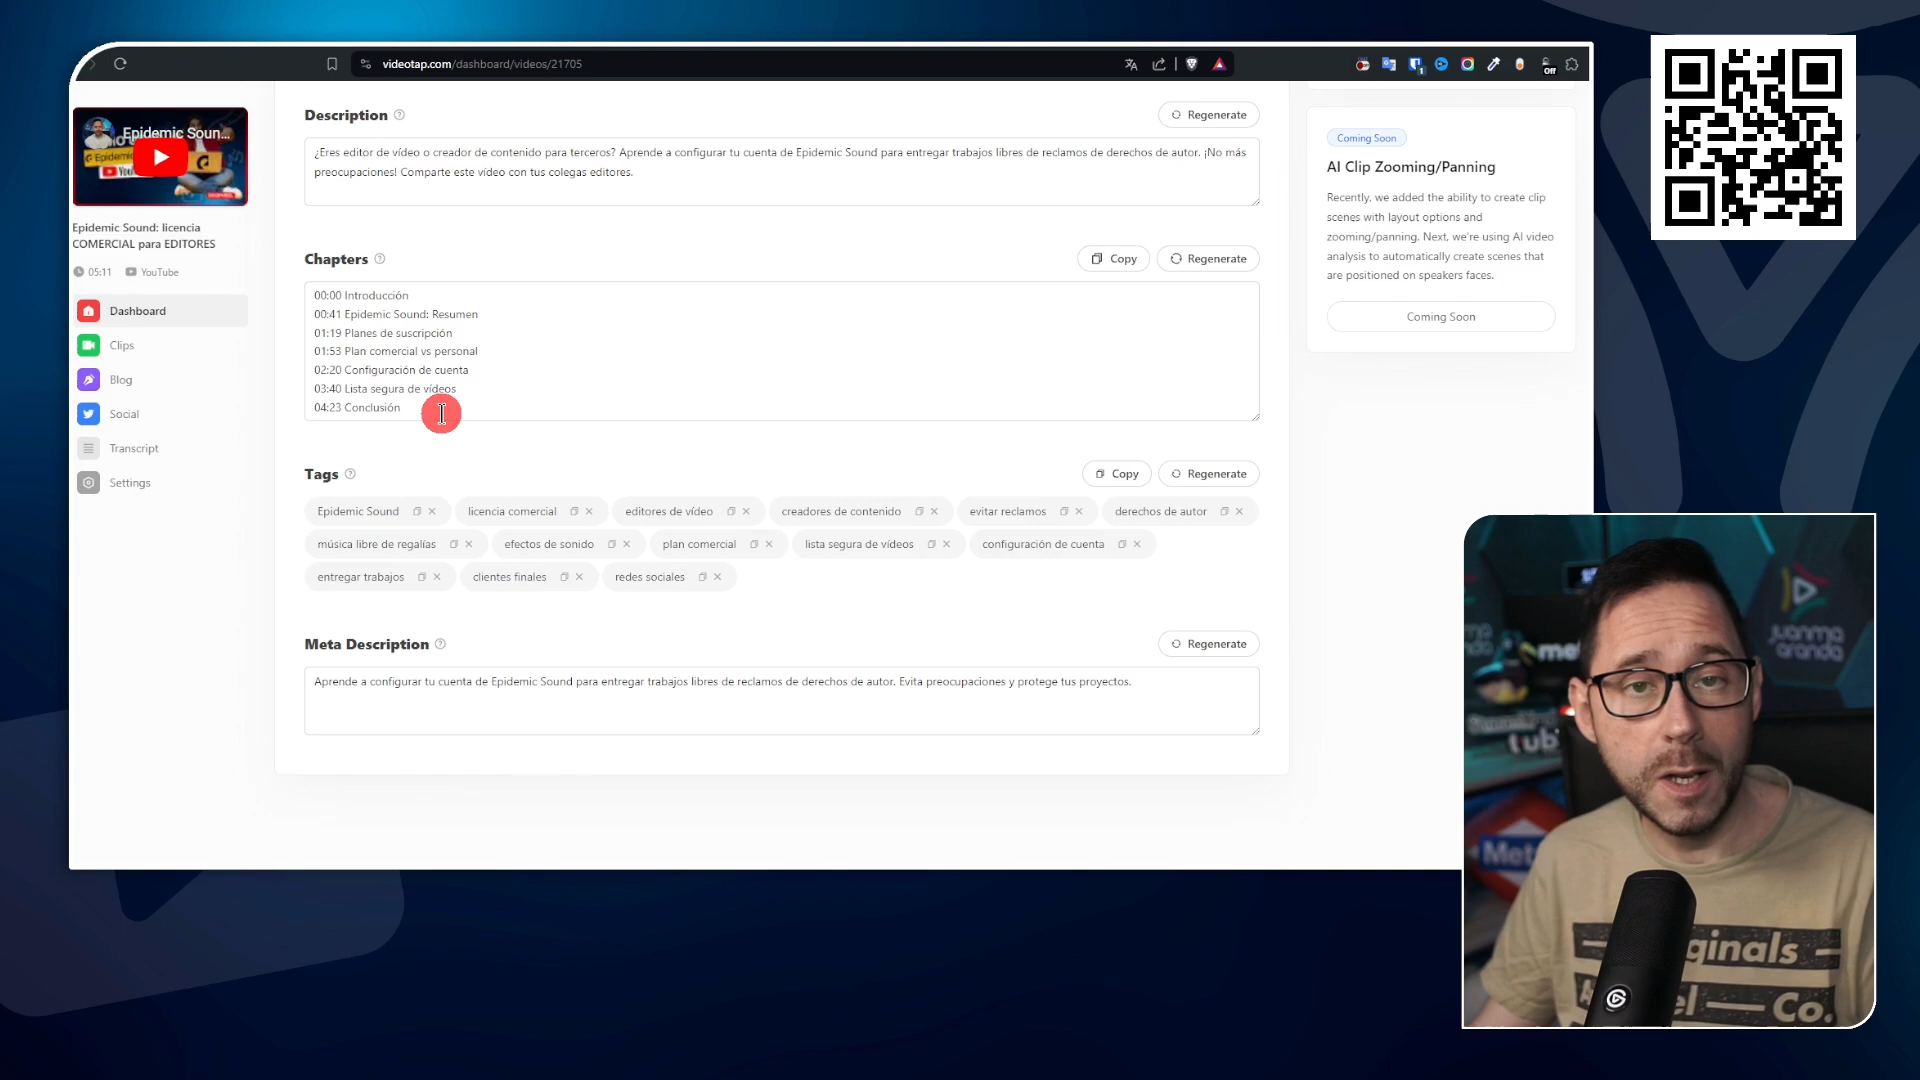 videotap.com/dashboard/videos/21705
Off
Epidemic Soun...
Epidemic Sound: licencia
COMERCIAL para EDITORES
05:11 YouTube
Dashboard
Clips
Blog
Social
Transcript
Settings
Description
Regenerate
¿Eres editor de vídeo o creador de contenido para terceros? Aprende a configurar tu cuenta de Epidemic Sound para entregar trabajos libres de reclamos de derechos de autor. ¡No más
preocupaciones! Comparte este vídeo con tus colegas editores.
Chapters
Copy
Regenerate
00:00 Introducción
00:41 Epidemic Sound: Resumen
01:19 Planes de suscripción
01:53 Plan comercial vs personal
02:20 Configuración de cuenta
03:40 Lista segura de vídeos
04:23 Conclusión
Tags
Copy
Regenerate
Epidemic Sound licencia comercial editores de vídeo creadores de contenido evitar reclamos derechos de autor
música libre de regalías efectos de sonido plan comercial lista segura de vídeos configuración de cuenta
entregar trabajos clientes finales redes sociales
Meta Description
Regenerate
Aprende a configurar tu cuenta de Epidemic Sound para entregar trabajos libres de reclamos de derechos de autor. Evita preocupaciones y protege tus proyectos.
Coming Soon
AI Clip Zooming/Panning
Recently, we added the ability to create clip
scenes with layout options and
zooming/panning. Next, we're using AI video
analysis to automatically create scenes that
are positioned on speakers faces.
Coming Soon
juanma
aranda
tub
Met
ginals
Co.